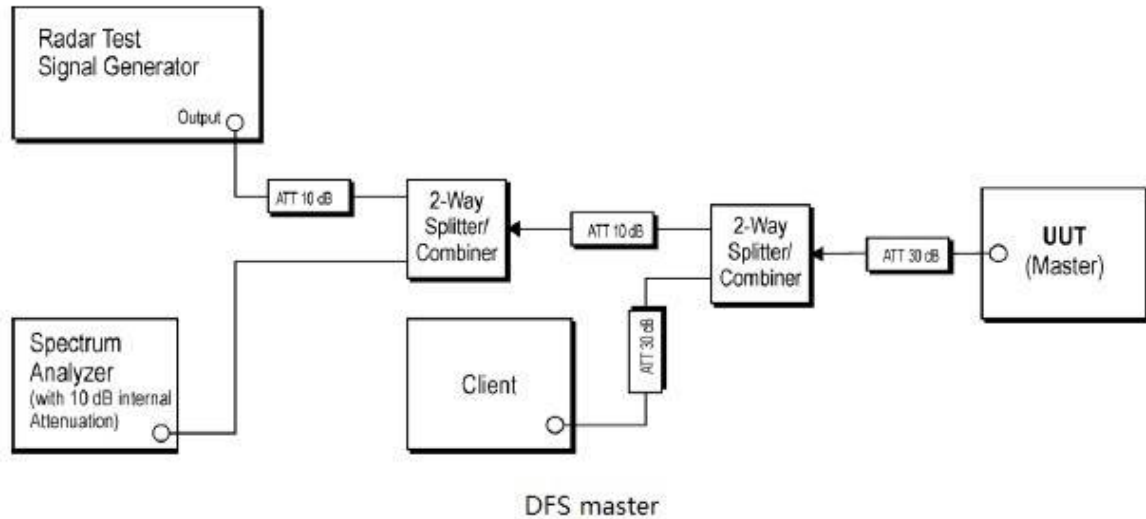 Radar Test
Signal Generator
Output
ATT 10 dB
2-Way
Splitter/
Combiner
ATT 10 dB
2-Way
Splitter/
Combiner
ATT 30 dB
UUT
(Master)
Spectrum
Analyzer
(with 10 dB internal
Attenuation)
Client
ATT 30 dB
DFS master